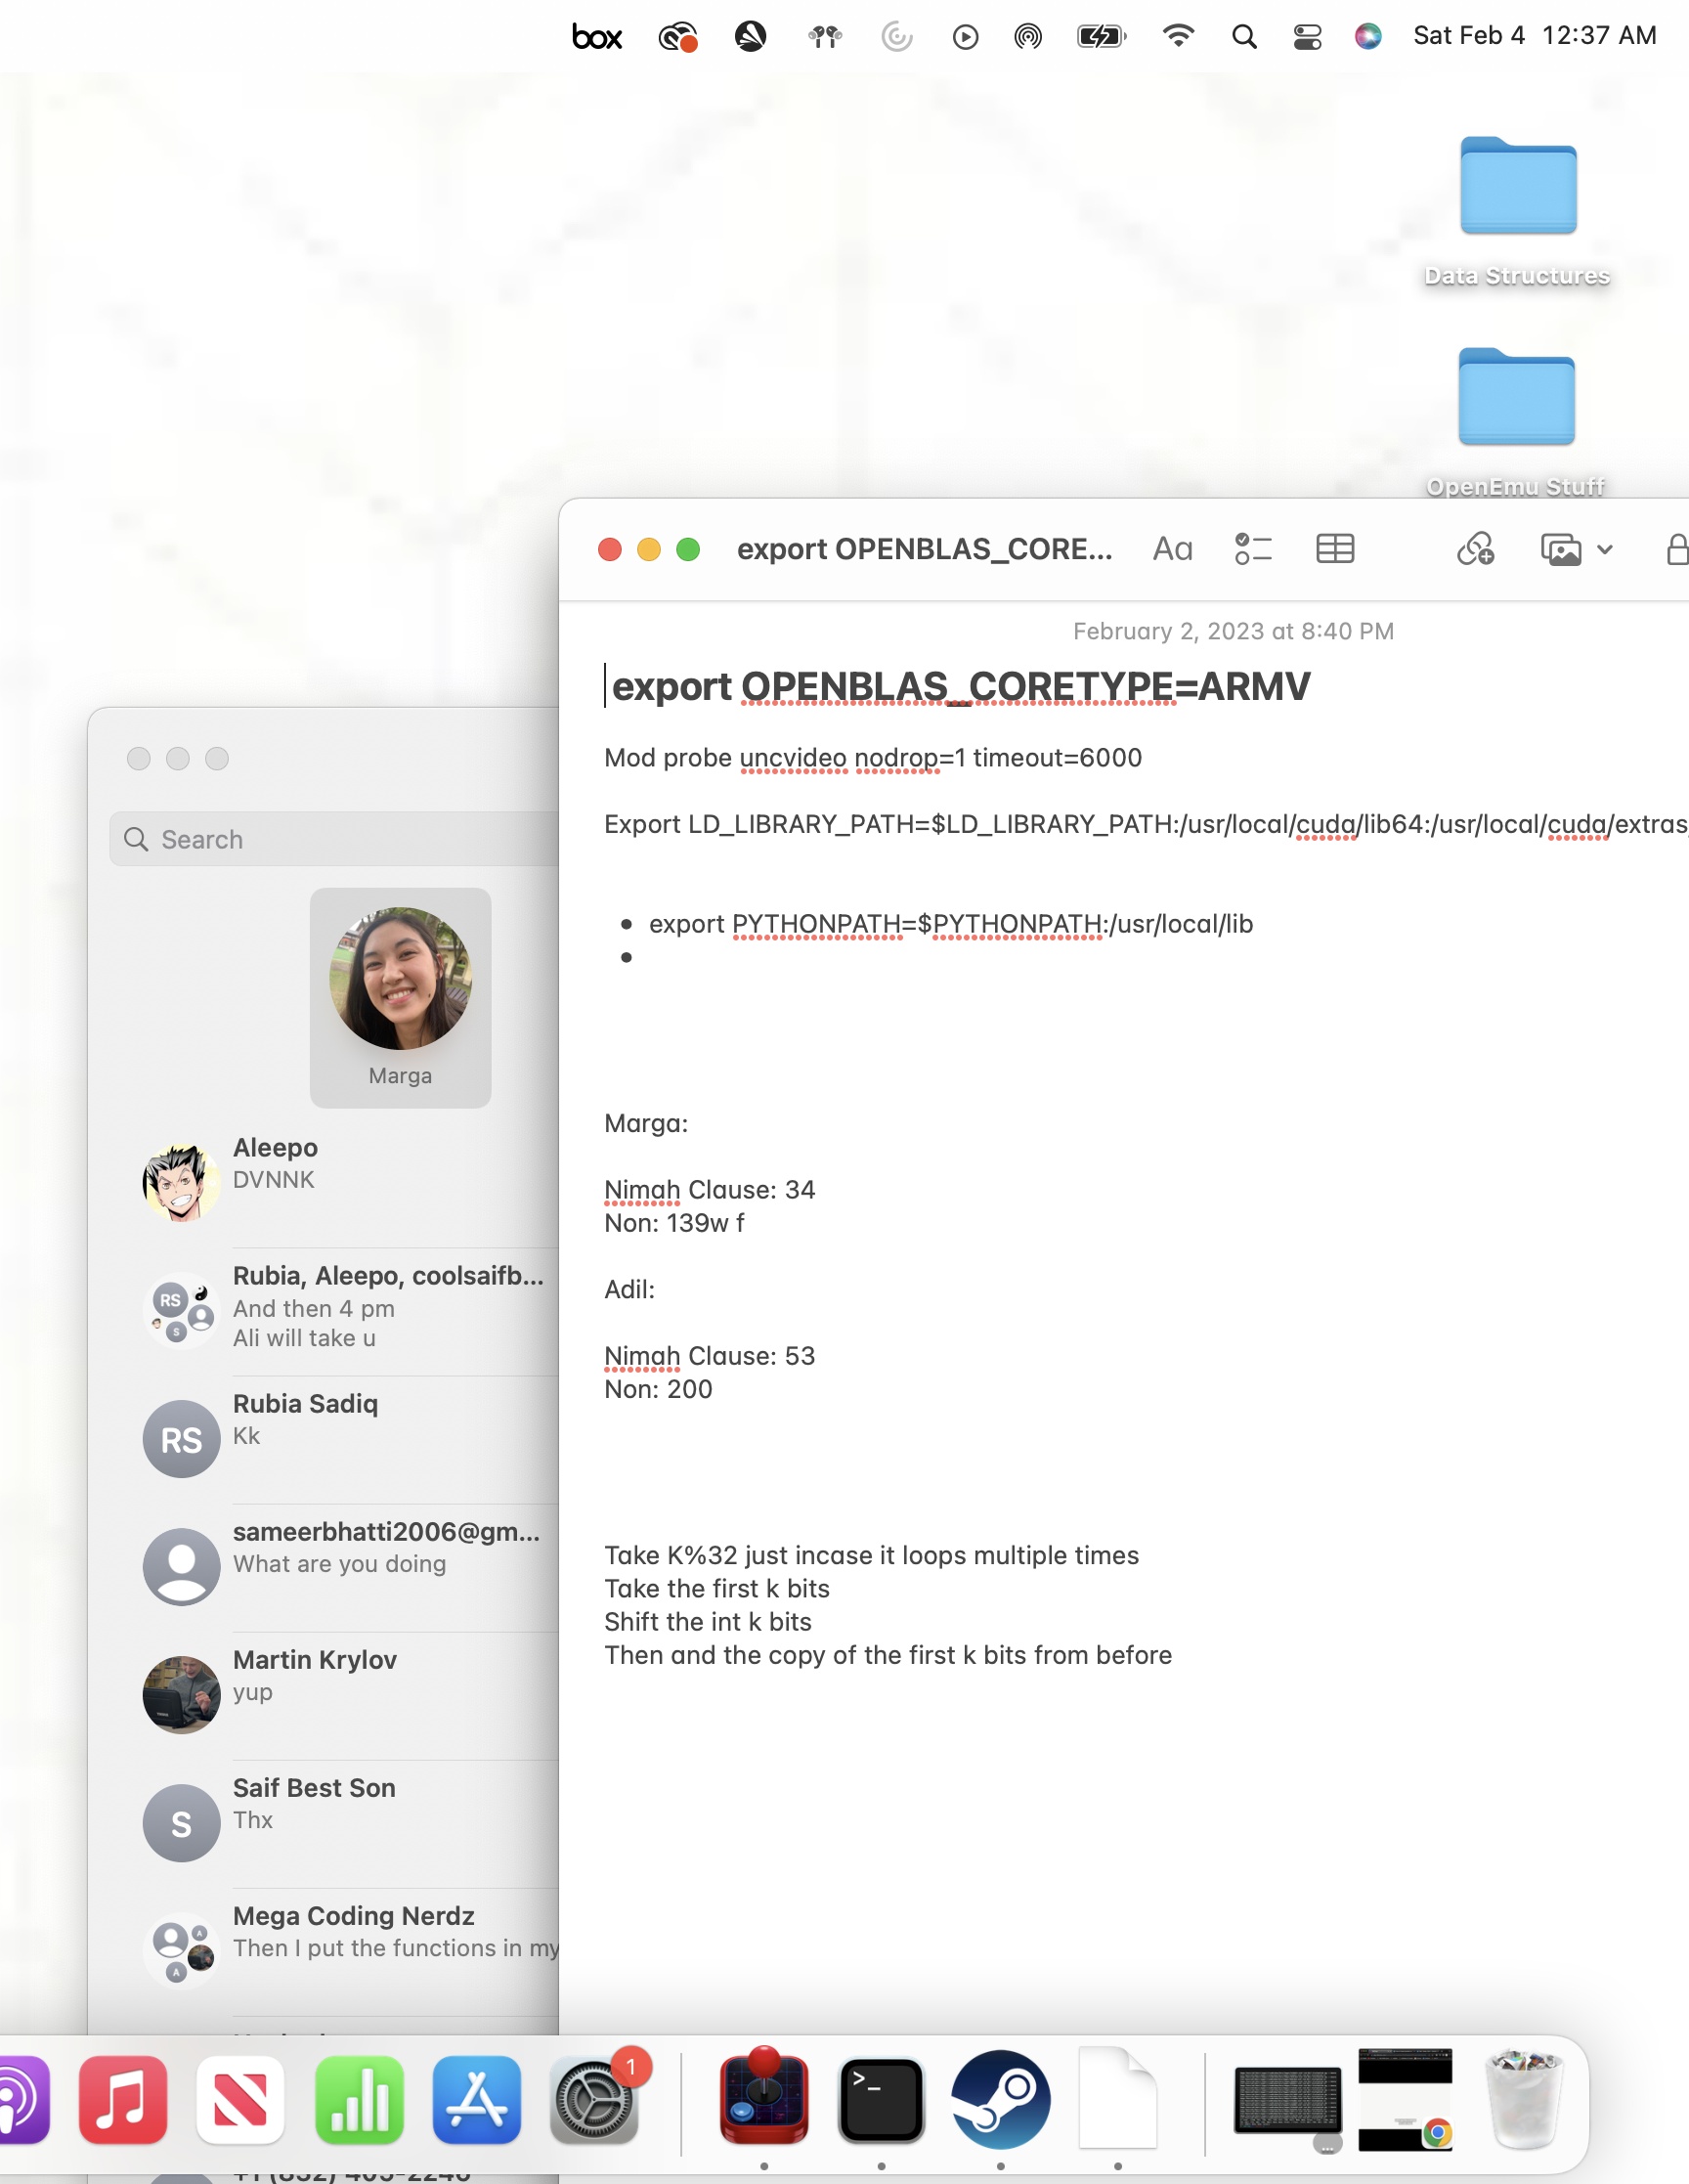 box
Sat Feb 4 12:37 AM
Data Structures
OpenEmu Stuff
export OPENBLAS_CORE...
Aa
February 2, 2023 at 8:40 PM
export OPENBLAS_CORETYPE=ARMV
Mod probe uncvideo nodrop=1 timeout=6000
Export LD_LIBRARY_PATH=$LD_LIBRARY_PATH:/usr/local/cuda/lib64:/usr/local/cuda/extras
export PYTHONPATH=$PYTHONPATH:/usr/local/lib
Marga:
Nimah Clause: 34
Non: 139w f
Adil:
Nimah Clause: 53
Non: 200
Take K%32 just incase it loops multiple times
Take the first k bits
Shift the int k bits
Then and the copy of the first k bits from before
Search
Marga
Aleepo
DVNNK
Rubia, Aleepo, coolsaifb...
RS
S
And then 4 pm
Ali will take u
Rubia Sadiq
RS
Kk
sameerbhatti2006@gm...
What are you doing
Martin Krylov
yup
Saif Best Son
S
Thx
Mega Coding Nerdz
A
A
Then I put the functions in my
1
>_